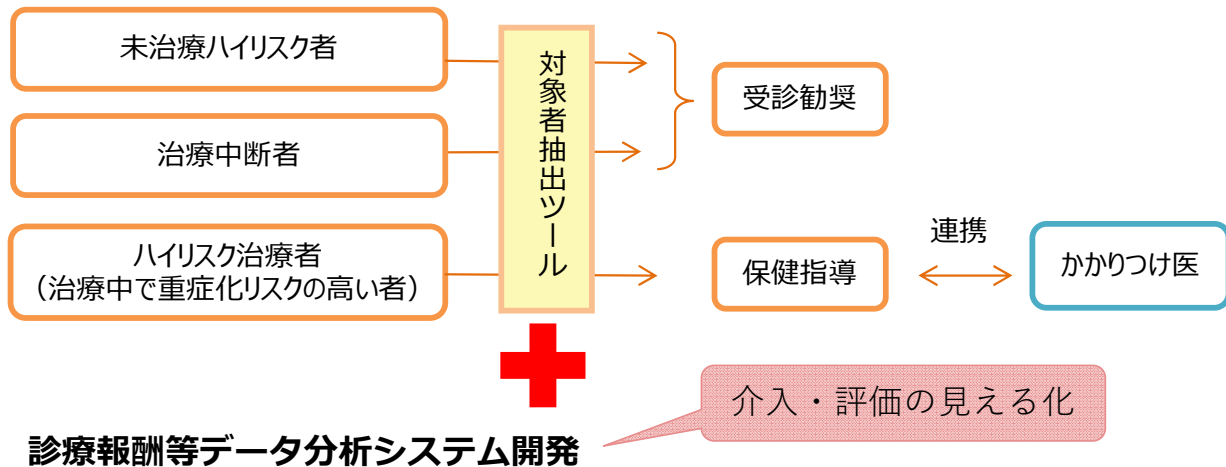 未治療ハイリスク者
治療中断者
ハイリスク治療者
（治療中で重症化リスクの高い者）
対象者抽出ツール
受診勧奨
保健指導
連携
かかりつけ医
介入・評価の見える化
診療報酬等データ分析システム開発